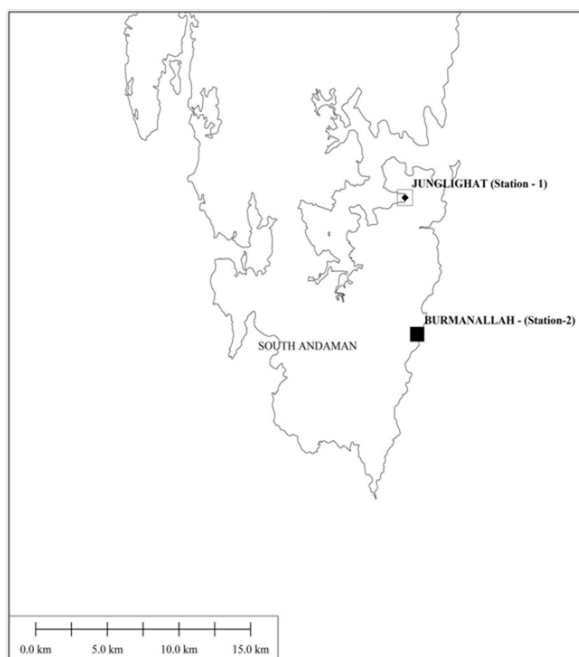 JUNGLIGHAT (Station - 1)
BURMANALLAH - (Station-2)
SOUTH ANDAMAN
0.0 km 5.0 km 10.0 km 15.0 km